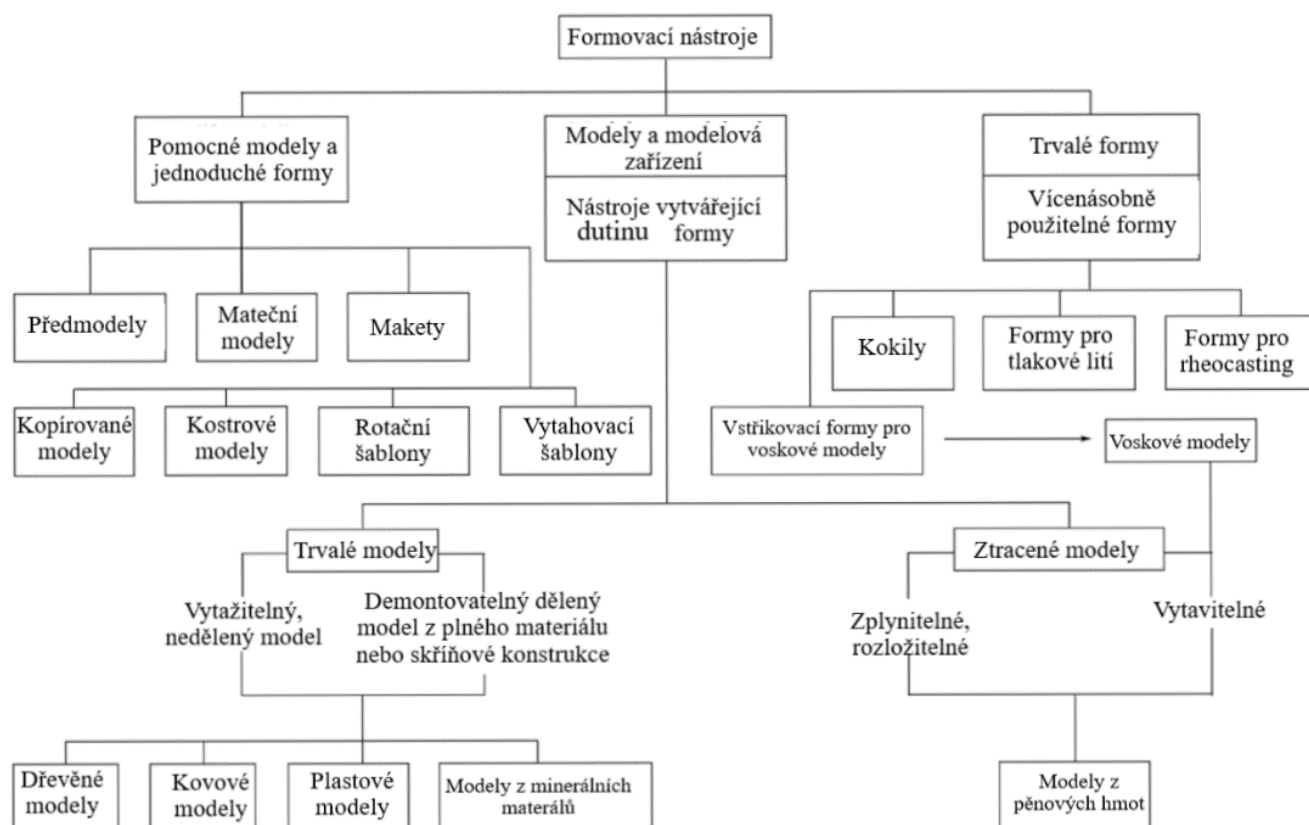 Formovací nástroje
Pomocné modely a
jednoduché formy
Modely a modelová
zařízení
Nástroje vytvářející
dutinu formy
Trvalé formy
Vícenásobně
použitelné formy
Předmodely
Mateční
modely
Makety
Kokily
Formy pro
tlakové lití
Formy pro
rheocasting
Kopírované
modely
Kostrové
modely
Rotační
šablony
Vytahovací
šablony
Vstřikovací formy pro
voskové modely
Voskové modely
Trvalé modely
Ztracené modely
Vytažitelný,
nedělený model
Demontovatelný dělený
model z plného materiálu
nebo skříňové konstrukce
Zplynitelné,
rozložitelné
Vytavitelné
Dřevěné
modely
Kovové
modely
Plastové
modely
Modely z minerálních
materálů
Modely z
pěnových hmot